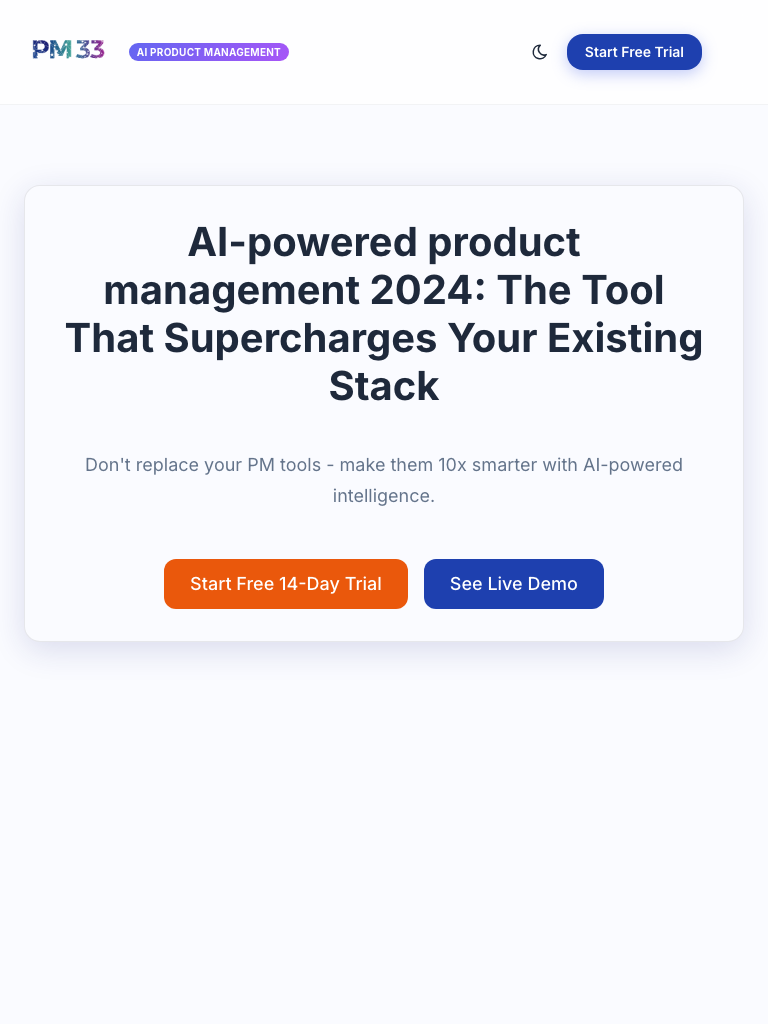 PM33
AI PRODUCT MANAGEMENT
Start Free Trial
AI-powered product
management 2024: The Tool
That Supercharges Your Existing
Stack
Don't replace your PM tools - make them 10x smarter with AI-powered
intelligence.
Start Free 14-Day Trial
See Live Demo